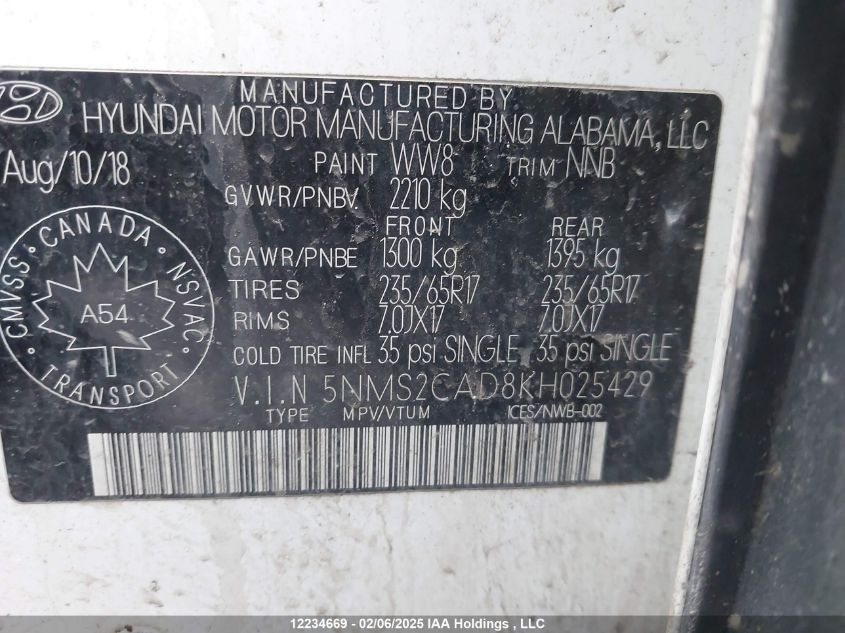 MANUFACTURED BY
HYUNDAI MOTOR MANUFACTURING ALABAMA, LLC
Aug/10/18 PAINT WW8 TRIM NNB
GVWR/PNBV 2210 kg
FRONT REAR
GAWR/PNBE 1300 kg 1395 kg
TIRES 235/65R17 235/65R17
RIMS 7.0JX17 7.0JX17
COLD TIRE INFL 35 psi SINGLE 35 psi SINGLE
V.I.N 5NMS2CAD8KH025429
TYPE MPV/VTUM ICES/NWB-002
CANADA
CMVSS NSVAC
A54
TRANSPORT
12234669 - 02/06/2025 IAA Holdings , LLC